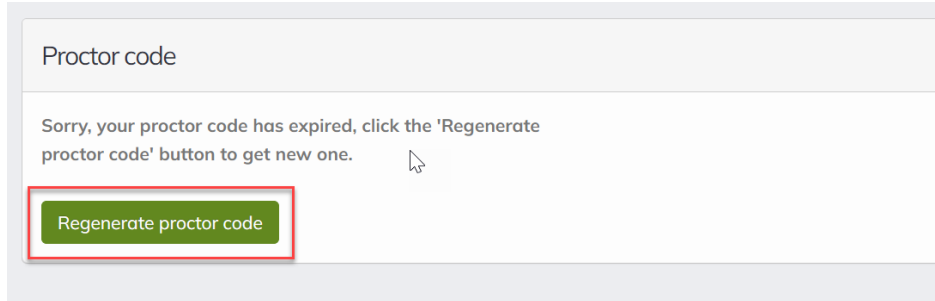 Proctor code
Sorry, your proctor code has expired, click the 'Regenerate
proctor code' button to get new one.
Regenerate proctor code